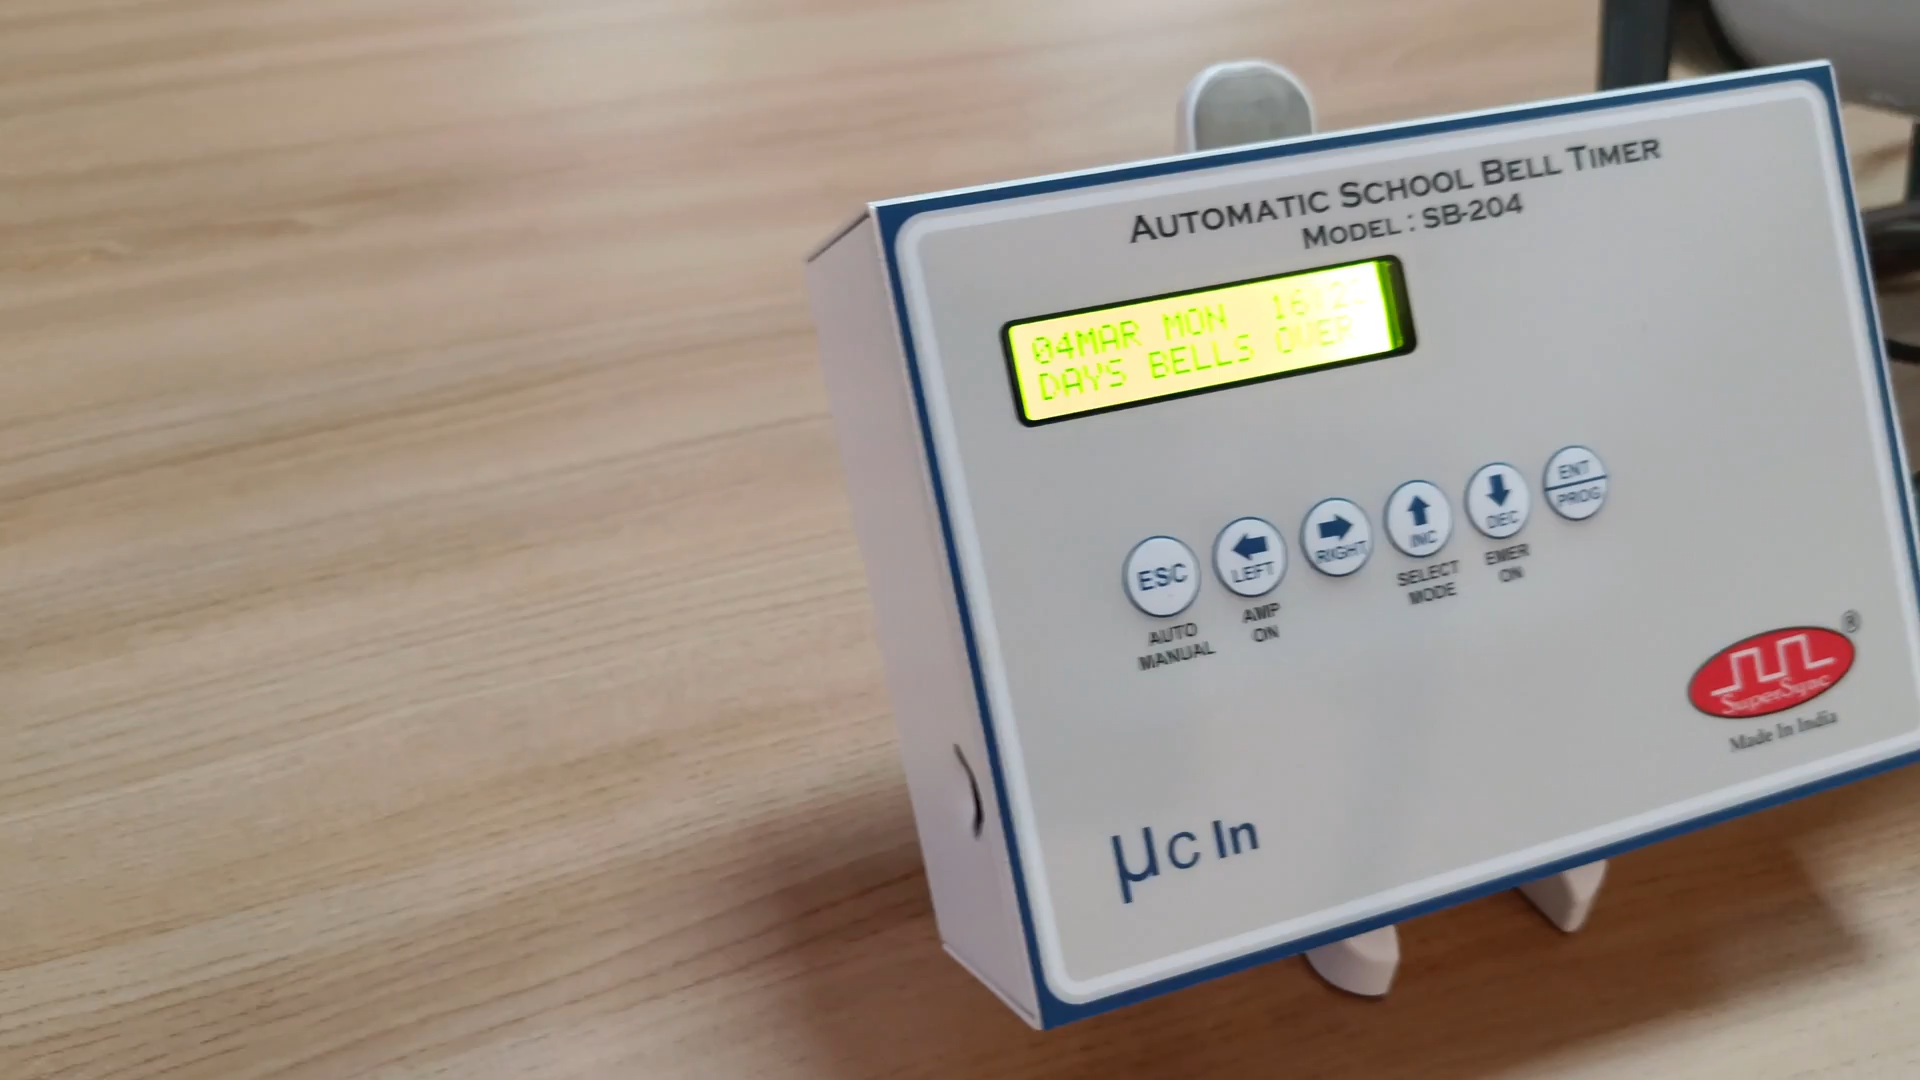 AUTOMATIC SCHOOL BELL TIMER
MODEL : SB-204
04MAR MON 16:
DAYS BELLS OVER
ESC
LEFT
RIGHT
INC
DEC
ENT
PROG
AUTO
MANUAL
AMP
ON
SELECT
MODE
EMER
ON
®
SuperSync
Made In India
µc In